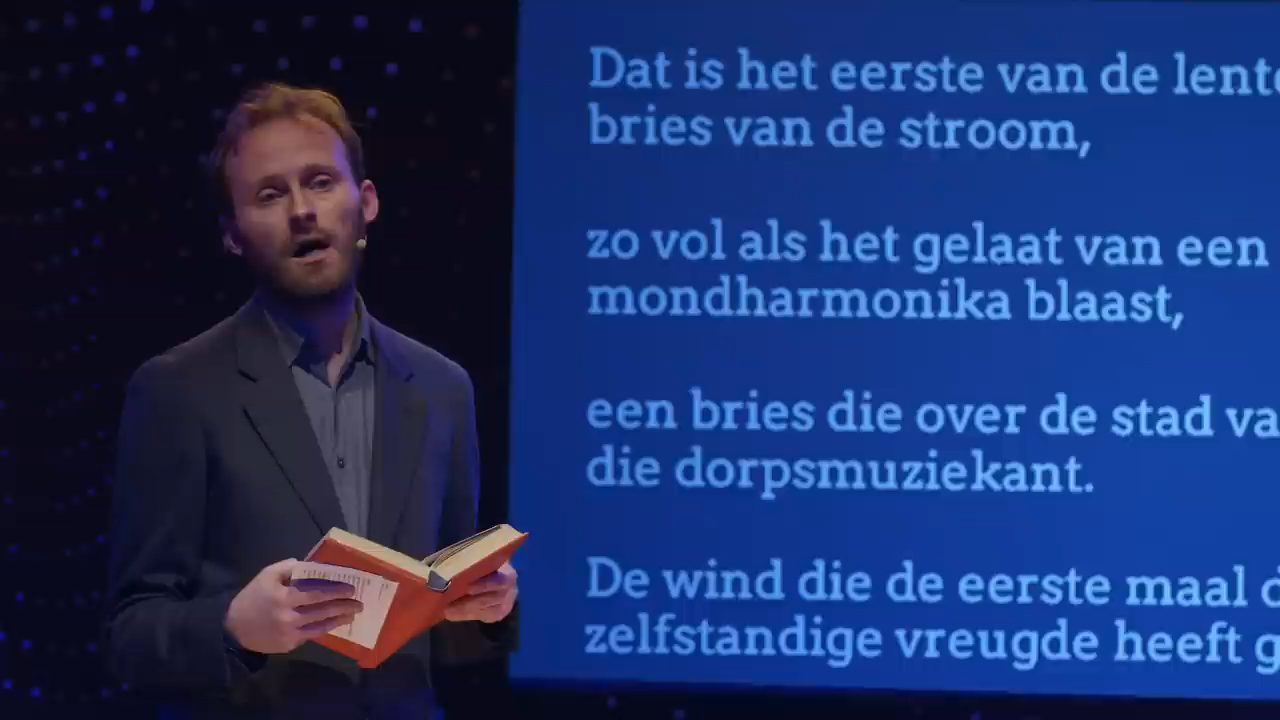 Dat is het eerste van de lente
bries van de stroom,
zo vol als het gelaat van een
mondharmonika blaast,
een bries die over de stad
die dorpsmuziekant.
De wind die de eerste maal
zelfstandige vreugde heeft